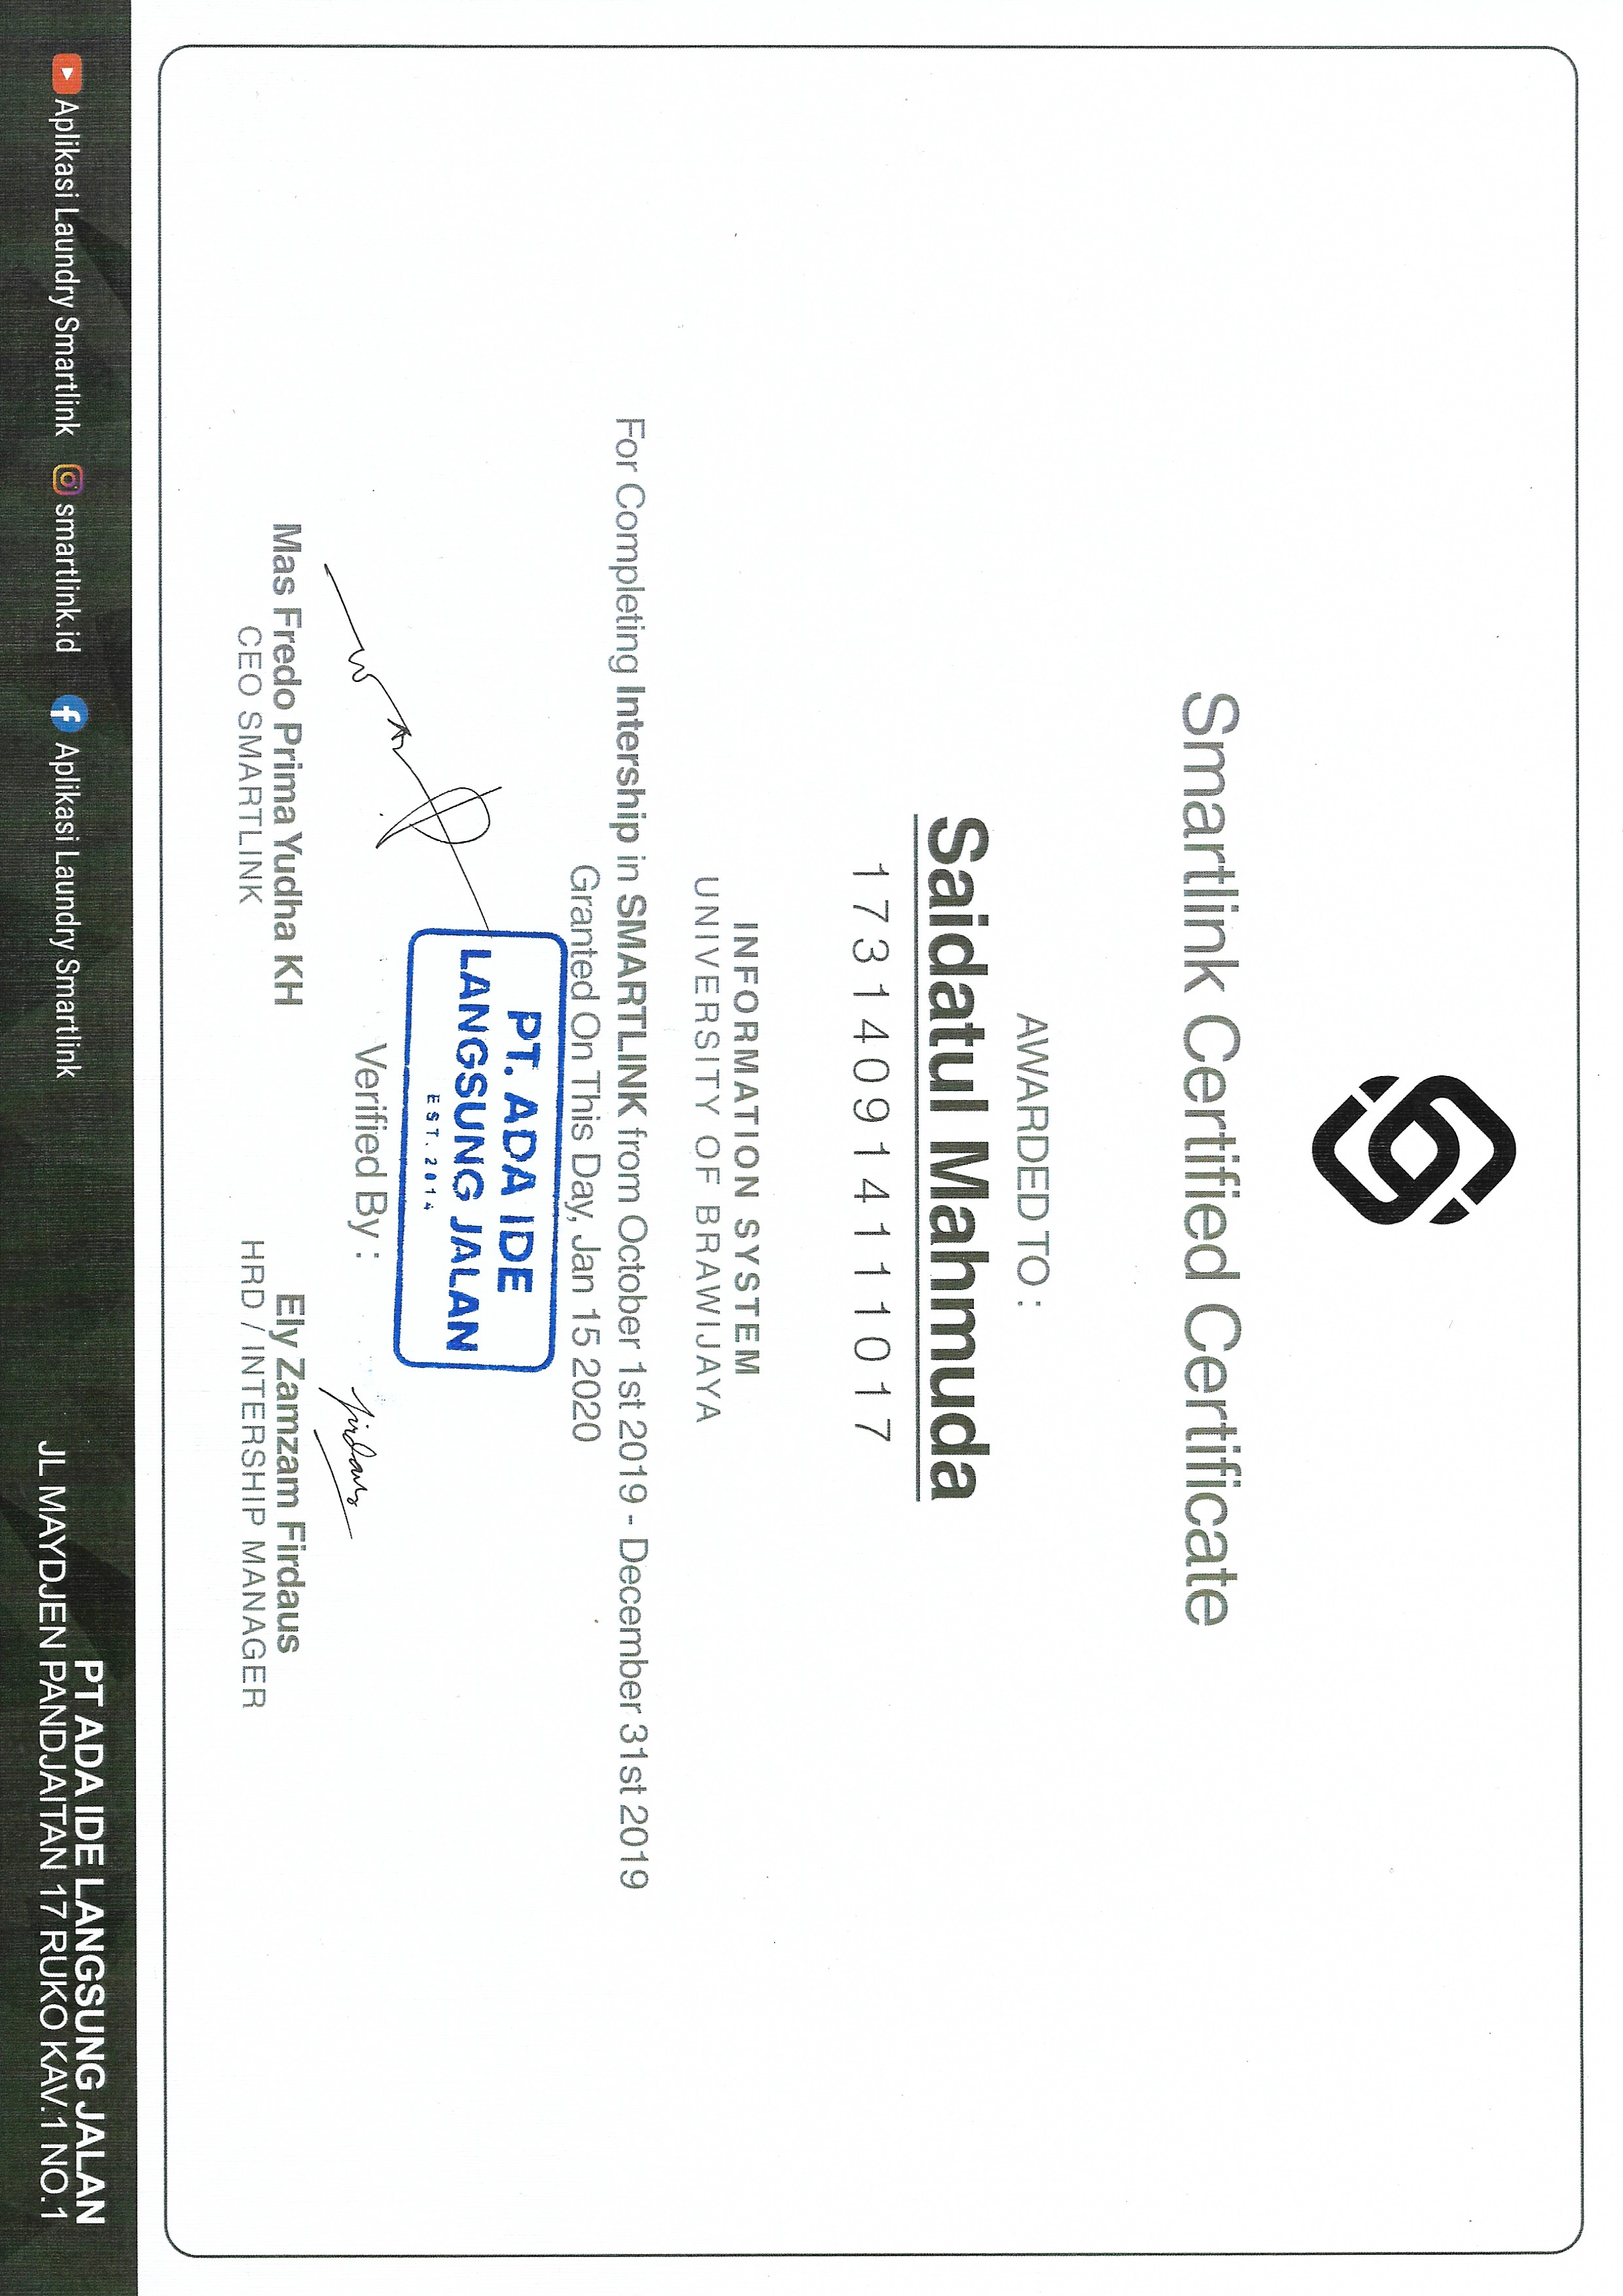 Smartlink Certified Certificate
AWARDED TO :
Saidatul Mahmuda
173140914111017
INFORMATION SYSTEM
UNIVERSITY OF BRAWIJAYA
For Completing Intership in SMARTLINK from October 1st 2019 - December 31st 2019
Granted On This Day, Jan 15 2020
PT. ADA IDE
LANGSUNG JALAN
EST. 2014
Verified By :
Firdaus
Mas Fredo Prima Yudha KH
CEO SMARTLINK
Ely Zamzam Firdaus
HRD / INTERSHIP MANAGER
Aplikasi Laundry Smartlink
smartlink.id
Aplikasi Laundry Smartlink
PT ADA IDE LANGSUNG JALAN
JL MAYDJEN PANDJAITAN 17 RUKO KAV.1 NO.1